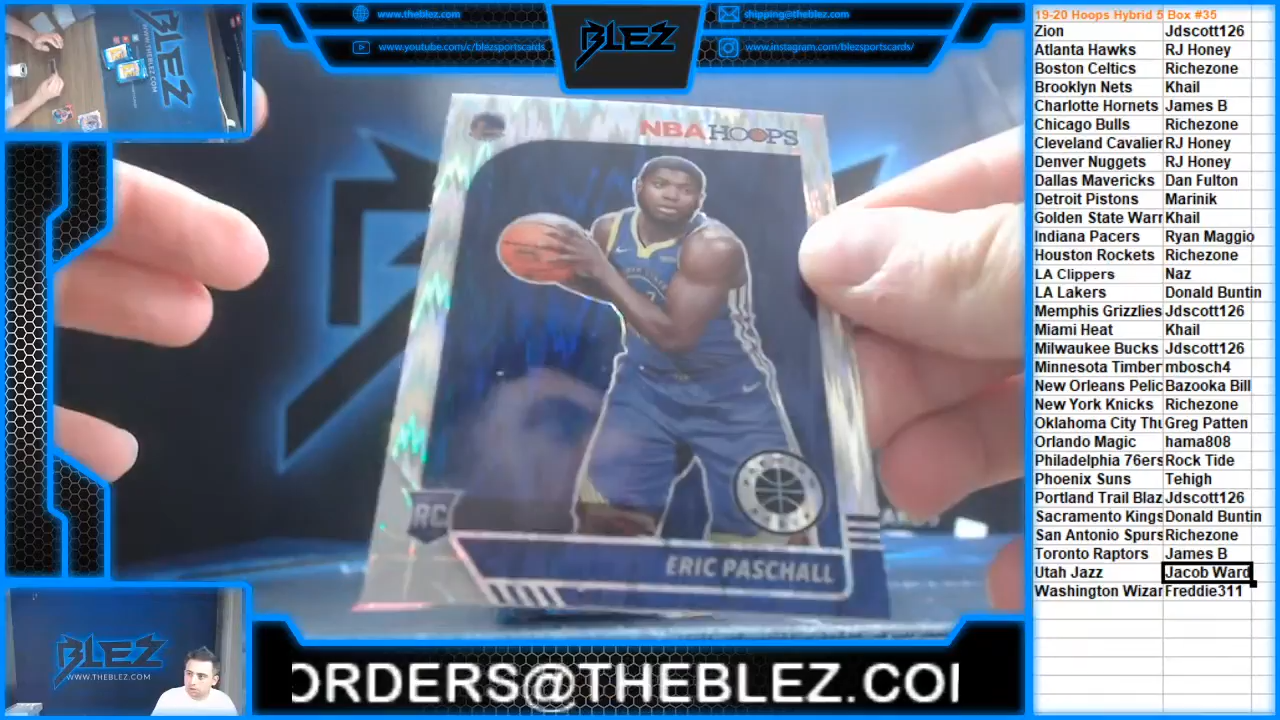 www.theblez.com
www.youtube.com/c/blezsportscards
BLEZ
shipping@theblez.com
www.instagram.com/blezsportscards/
NBA HOOPS
RC
ERIC PASCHALL
BLEZ
WWW.THEBLEZ.COM
ORDERS@THEBLEZ.COM
19-20 Hoops Hybrid 5 Box #35
Zion Jdscott126
Atlanta Hawks RJ Honey
Boston Celtics Richezone
Brooklyn Nets Khail
Charlotte Hornets James B
Chicago Bulls Richezone
Cleveland Cavalier RJ Honey
Denver Nuggets RJ Honey
Dallas Mavericks Dan Fulton
Detroit Pistons Marinik
Golden State Warr Khail
Indiana Pacers Ryan Maggio
Houston Rockets Richezone
LA Clippers Naz
LA Lakers Donald Buntin
Memphis Grizzlies Jdscott126
Miami Heat Khail
Milwaukee Bucks Jdscott126
Minnesota Timber mbosch4
New Orleans Pelic Bazooka Bill
New York Knicks Richezone
Oklahoma City Thu Greg Patten
Orlando Magic hama808
Philadelphia 76ers Rock Tide
Phoenix Suns Tehigh
Portland Trail Blaz Jdscott126
Sacramento Kings Donald Buntin
San Antonio Spurs Richezone
Toronto Raptors James B
Utah Jazz Jacob Ward
Washington Wizar Freddie311